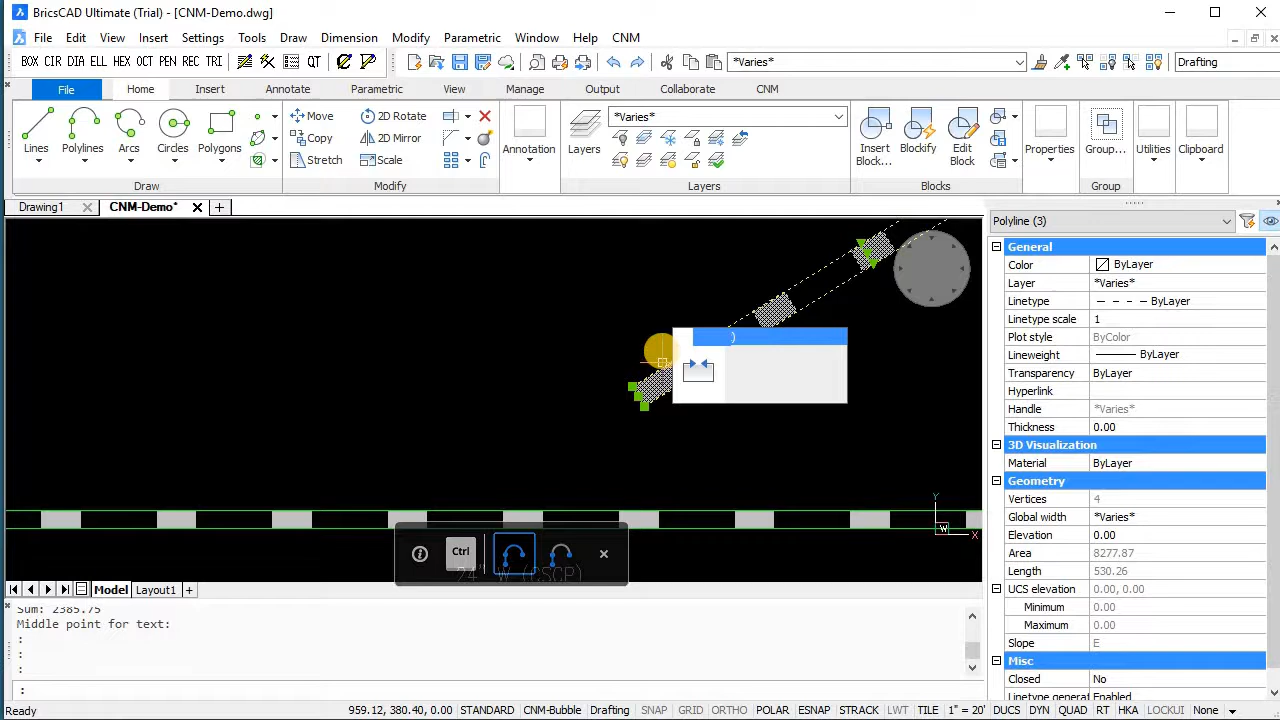 BricsCAD Ultimate (Trial) - [CNM-Demo.dwg]
File Edit View Insert Settings Tools Draw Dimension Modify Parametric Window Help CNM
BOX CIR DIA ELL HEX OCT PEN REC TRI QT *Varies* Drafting
File Home Insert Annotate Parametric View Manage Output Collaborate CNM
Move 2D Rotate *Varies*
Copy 2D Mirror
Lines Polylines Arcs Circles Polygons Annotation Layers Insert Block... Blockify Edit Block Properties Group... Utilities Clipboard
Stretch Scale
Draw Modify Layers Blocks Group
Drawing1 CNM-Demo* +
Polyline (3)
General
Color ByLayer
Layer *Varies*
Linetype ByLayer
Linetype scale 1
Plot style ByColor
Lineweight ByLayer
Transparency ByLayer
Hyperlink
Handle *Varies*
Thickness 0.00
3D Visualization
Material ByLayer
Geometry
Vertices 4
Global width *Varies*
Elevation 0.00
Area 8277.87
Length 530.26
UCS elevation 0.00, 0.00
Minimum 0.00
Maximum 0.00
Slope E
Misc
Closed No
Linetype generat Enabled
)
Y
W
X
Ctrl
24" W (CSCP)
Model Layout1 +
Sum: 2385.75
Middle point for text:
:
:
:
:
Ready 959.12, 380.40, 0.00 STANDARD CNM-Bubble Drafting SNAP GRID ORTHO POLAR ESNAP STRACK LWT TILE 1" = 20' DUCS DYN QUAD RT HKA LOCKUI None